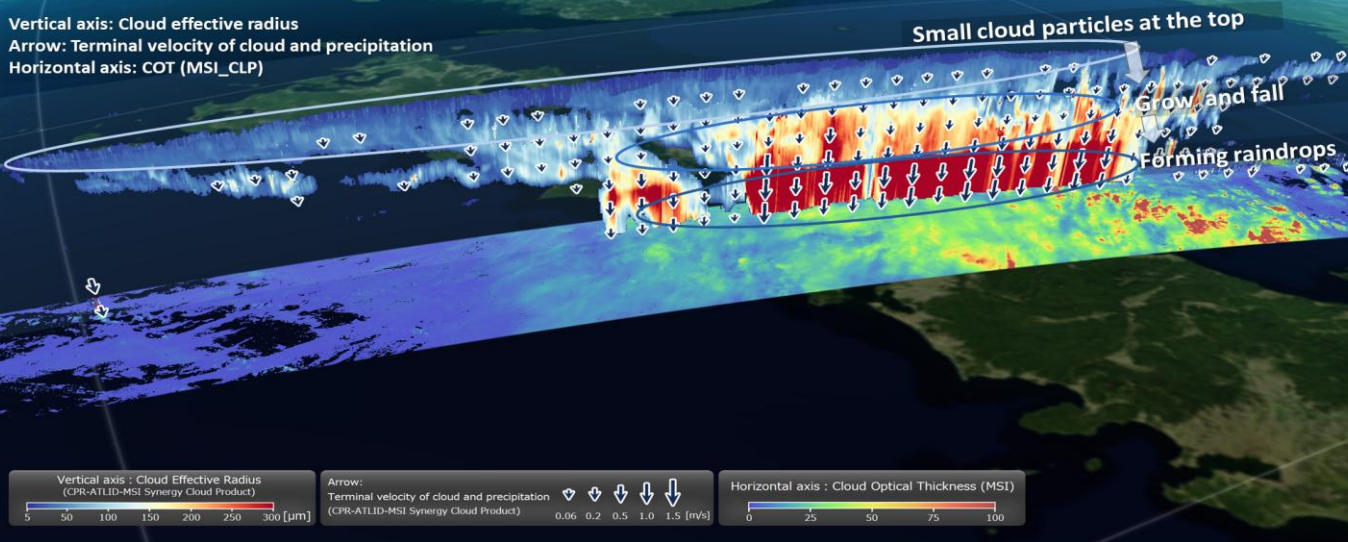 Vertical axis: Cloud effective radius
Arrow: Terminal velocity of cloud and precipitation
Horizontal axis: COT (MSI_CLP)
Small cloud particles at the top
Grow and fall
Forming raindrops
Vertical axis : Cloud Effective Radius
(CPR-ATLID-MSI Synergy Cloud Product)
5 50 100 150 200 250 300 [μm]
Arrow:
Terminal velocity of cloud and precipitation
(CPR-ATLID-MSI Synergy Cloud Product)
0.06 0.2 0.5 1.0 1.5 [m/s]
Horizontal axis : Cloud Optical Thickness (MSI)
0 25 50 75 100